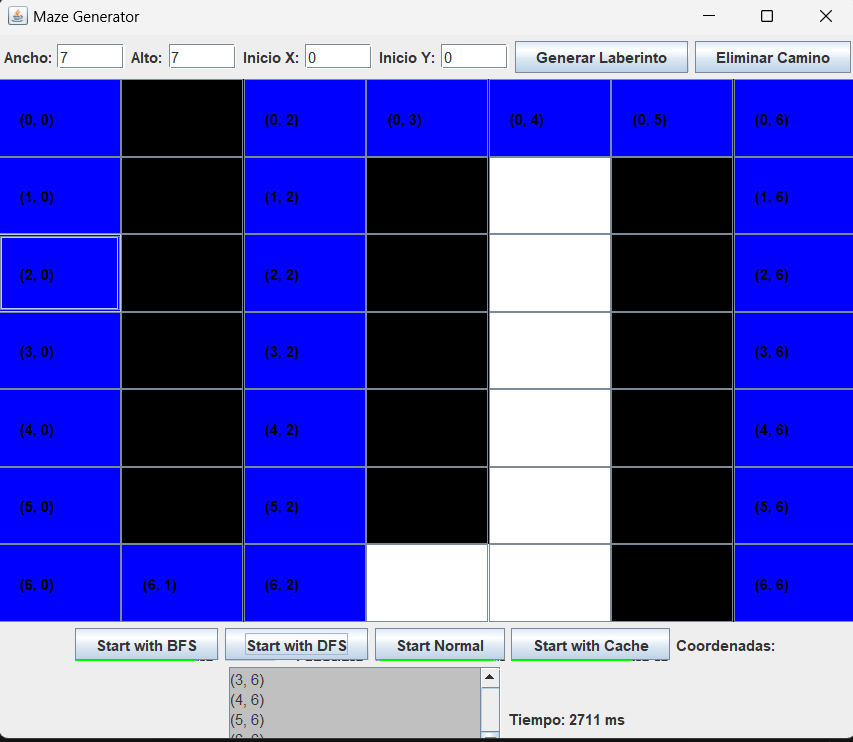 Maze Generator
Ancho: 7 Alto: 7 Inicio X: 0 Inicio Y: 0 Generar Laberinto Eliminar Camino
(0, 0) (0, 2) (0, 3) (0, 4) (0, 5) (0, 6)
(1, 0) (1, 2) (1, 6)
(2, 0) (2, 2) (2, 6)
(3, 0) (3, 2) (3, 6)
(4, 0) (4, 2) (4, 6)
(5, 0) (5, 2) (5, 6)
(6, 0) (6, 1) (6, 2) (6, 6)
Start with BFS Start with DFS Start Normal Start with Cache Coordenadas:
(3, 6)
(4, 6)
(5, 6)
(6, 6)
Tiempo: 2711 ms